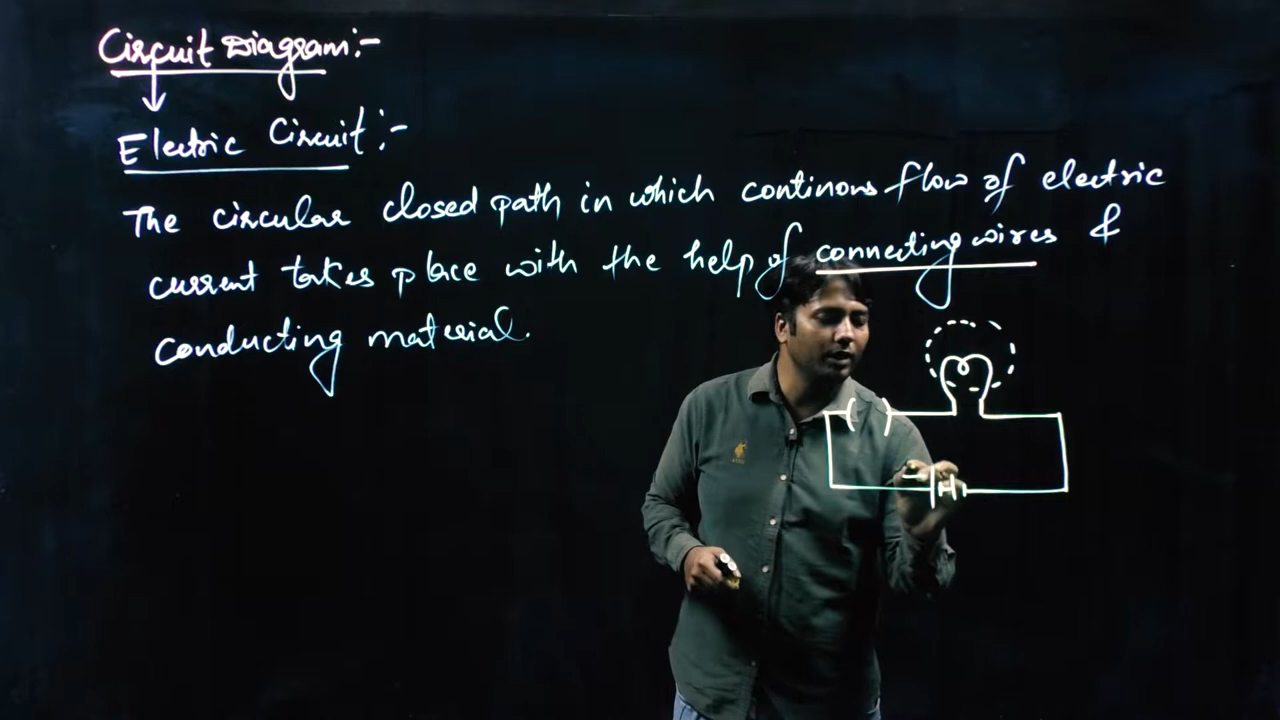 Circuit Diagram:-
Electric Circuit:-
The circular closed path in which continous flow of electric
current takes place with the help of connecting wires &
conducting material.